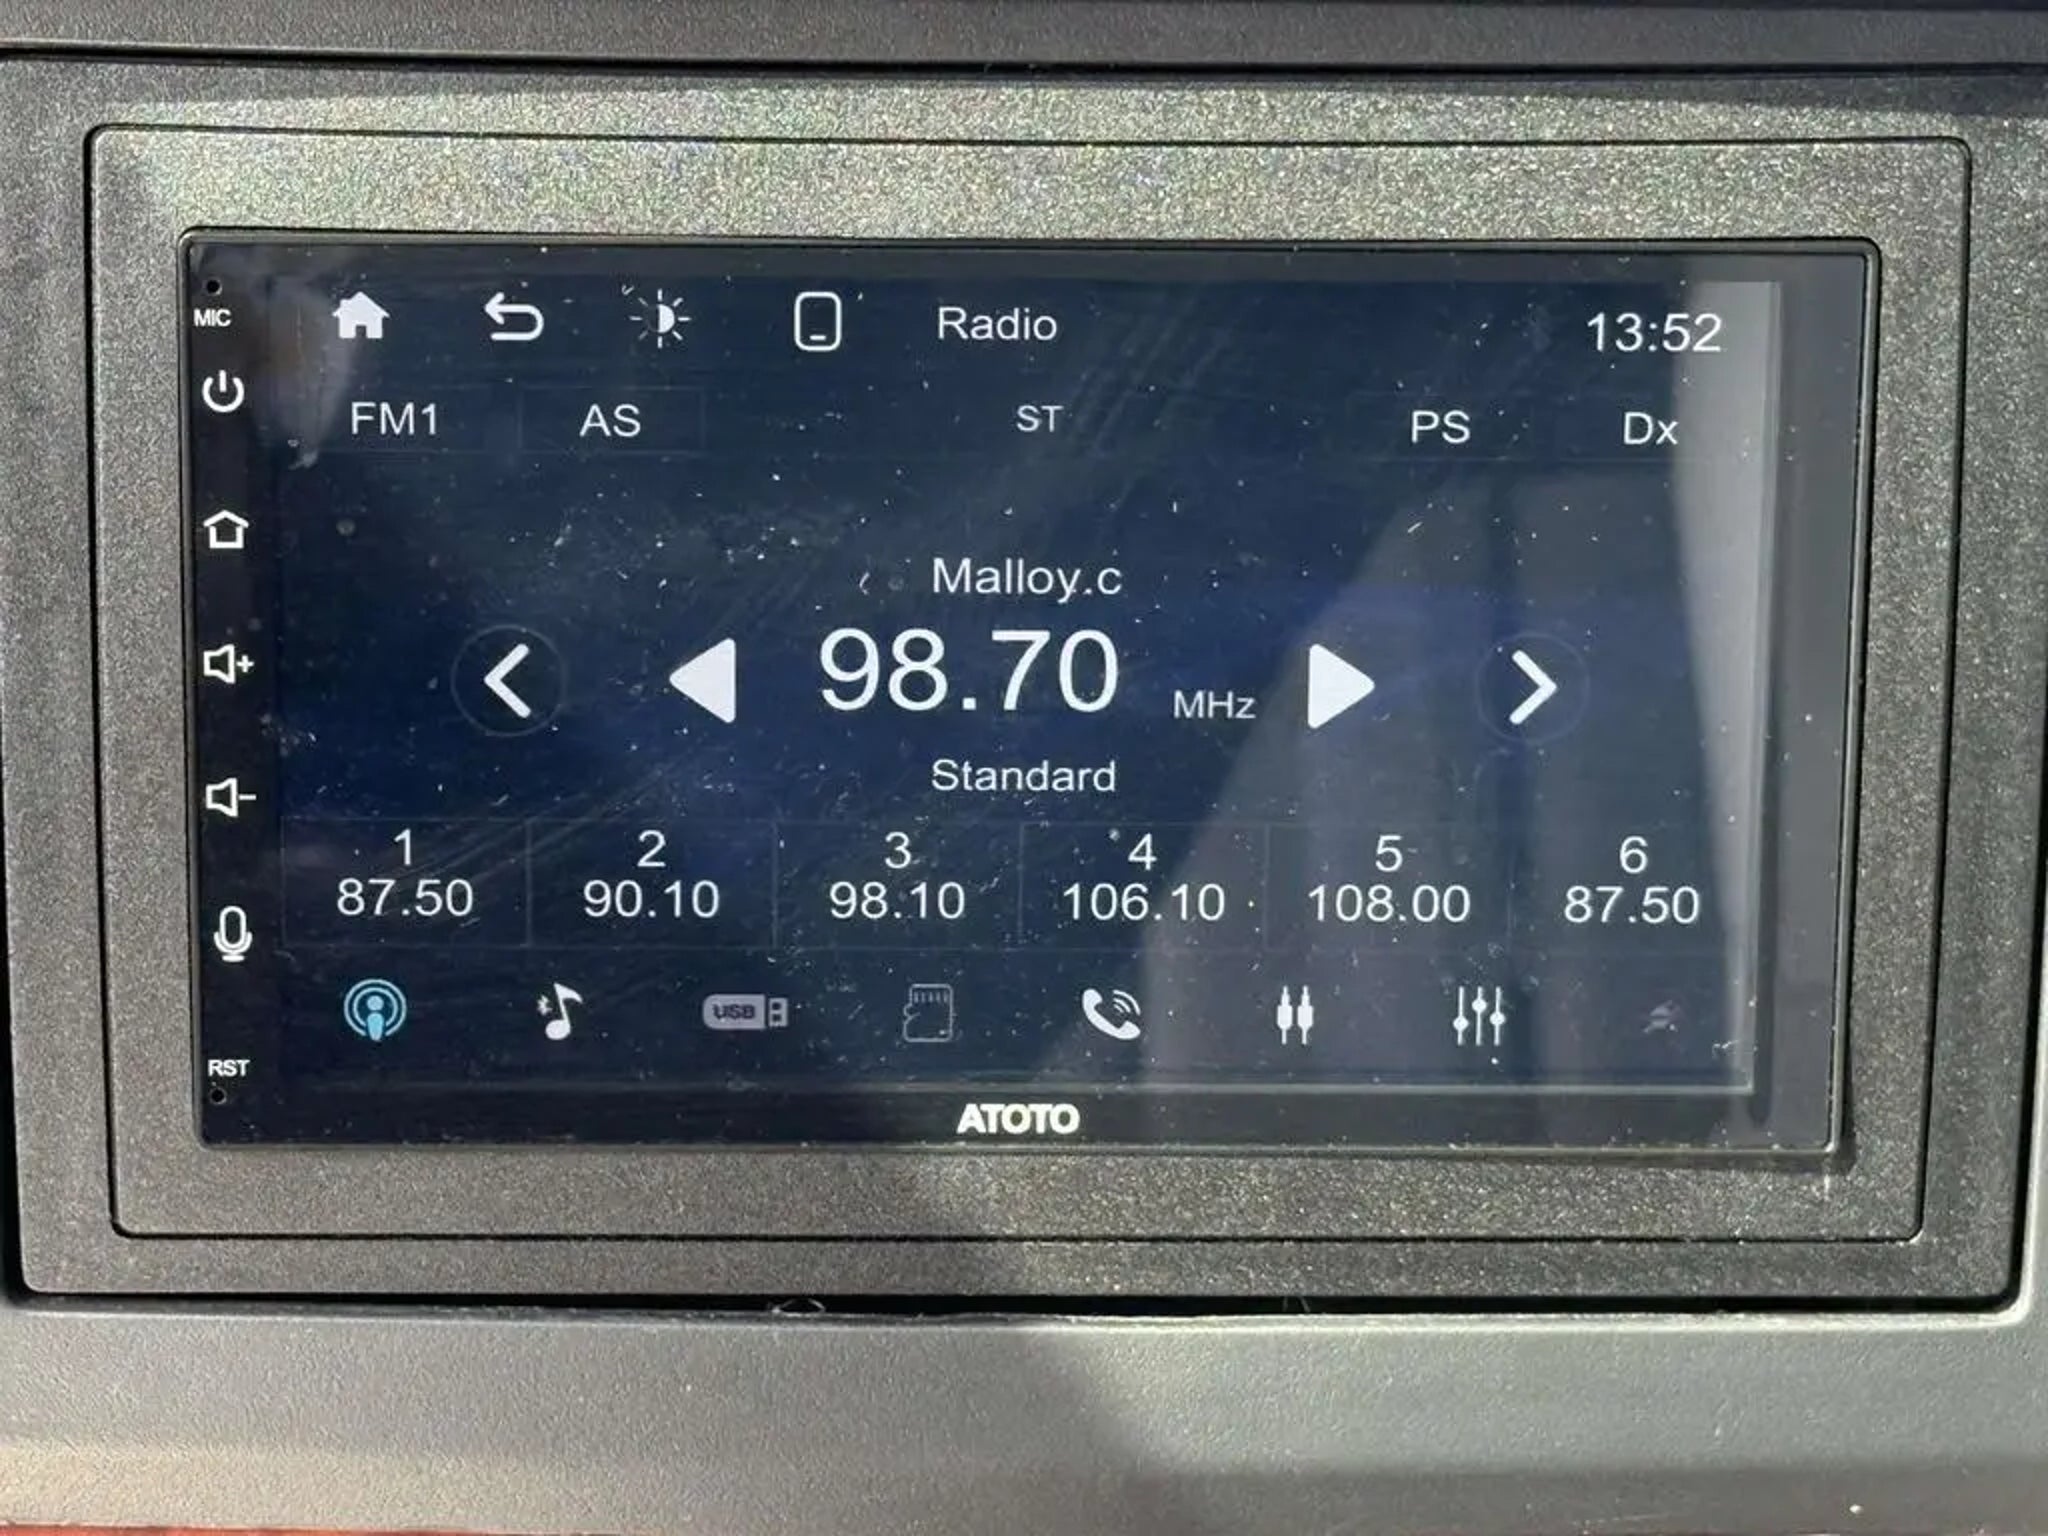 MIC
Radio
13:52
FM1 AS ST PS Dx
Malloy.c
98.70 MHz
Standard
1 2 3 4 5 6
87.50 90.10 98.10 106.10 108.00 87.50
USB
RST
ATOTO